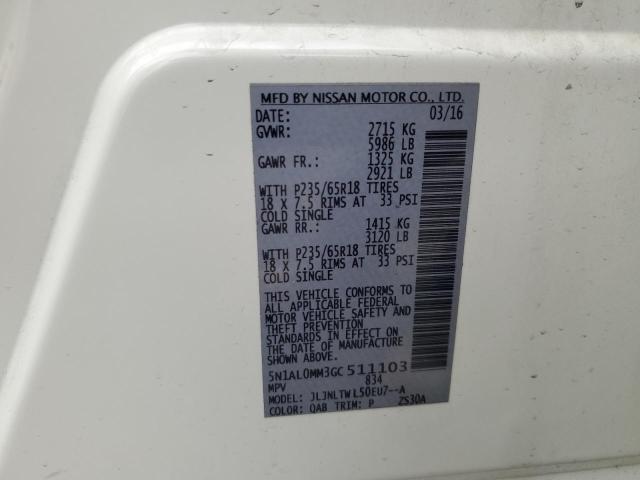 MFD BY NISSAN MOTOR CO., LTD.
DATE: 03/16
GVWR: 2715 KG
5986 LB
GAWR FR.: 1325 KG
2921 LB
WITH P235/65R18 TIRES
18 X 7.5 RIMS AT 33 PSI
COLD SINGLE
GAWR RR.: 1415 KG
3120 LB
WITH P235/65R18 TIRES
18 X 7.5 RIMS AT 33 PSI
COLD SINGLE
THIS VEHICLE CONFORMS TO
ALL APPLICABLE FEDERAL
MOTOR VEHICLE SAFETY AND
THEFT PREVENTION
STANDARDS IN EFFECT ON
THE DATE OF MANUFACTURE
SHOWN ABOVE.
5N1AL0MM3GC 511103
MPV 834
MODEL: JLJNLTWL50EU7--A
COLOR: QAB TRIM: P ZS30A